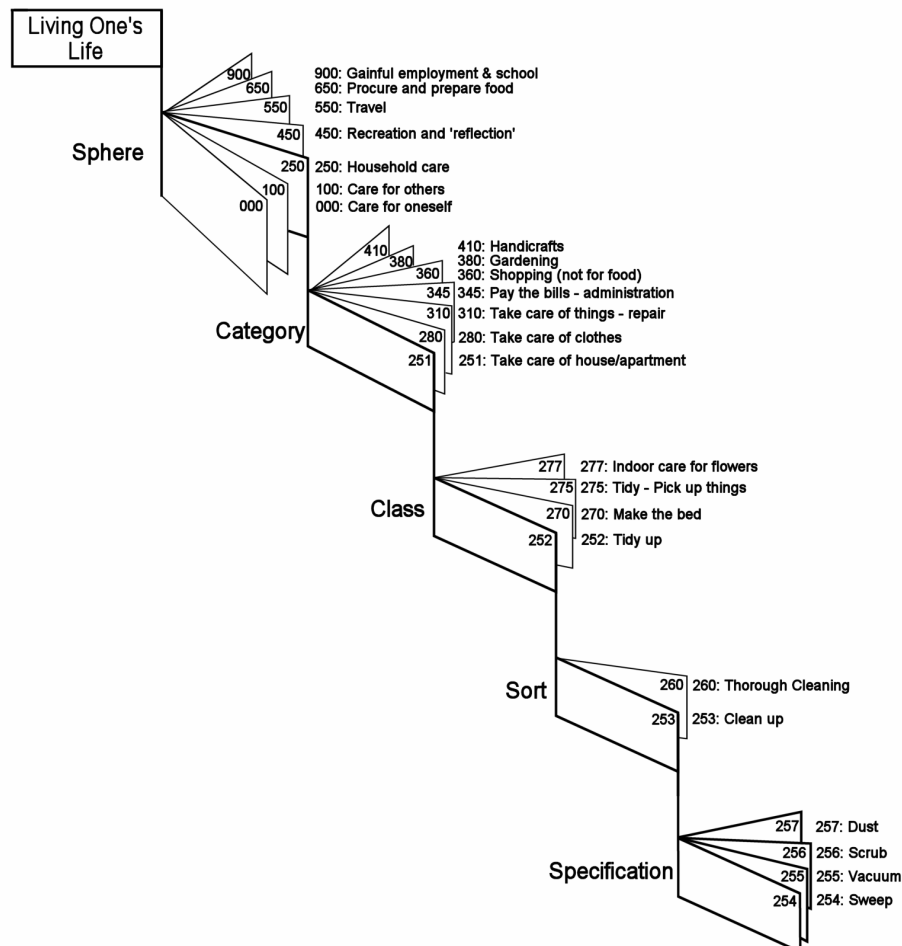 Living One's
Life
900
650
550
450
250
100
000
900: Gainful employment & school
650: Procure and prepare food
550: Travel
450: Recreation and 'reflection'
250: Household care
100: Care for others
000: Care for oneself
Sphere
410
380
360
345
310
280
251
410: Handicrafts
380: Gardening
360: Shopping (not for food)
345: Pay the bills - administration
310: Take care of things - repair
280: Take care of clothes
251: Take care of house/apartment
Category
277
275
270
252
277: Indoor care for flowers
275: Tidy - Pick up things
270: Make the bed
252: Tidy up
Class
260
253
260: Thorough Cleaning
253: Clean up
Sort
257
256
255
254
257: Dust
256: Scrub
255: Vacuum
254: Sweep
Specification